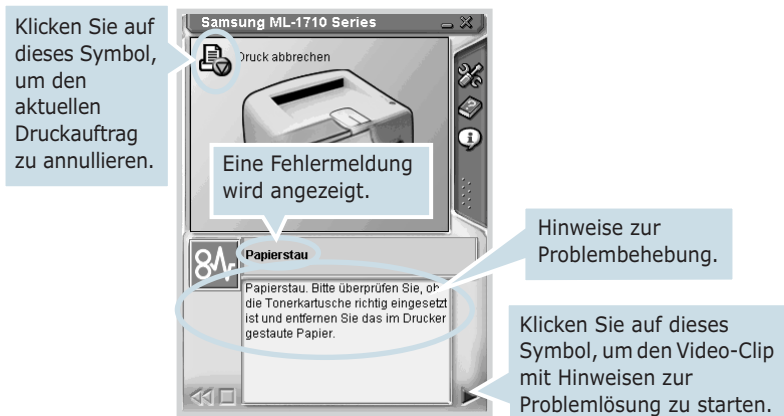 Klicken Sie auf
dieses Symbol,
um den
aktuellen
Druckauftrag
zu annullieren.
Samsung ML-1710 Series
Druck abbrechen
Eine Fehlermeldung
wird angezeigt.
Papierstau
Papierstau. Bitte überprüfen Sie, ob
die Tonerkartusche richtig eingesetzt
ist und entfernen Sie das im Drucker
gestaute Papier.
Hinweise zur
Problembehebung.
Klicken Sie auf dieses
Symbol, um den Video-Clip
mit Hinweisen zur
Problemlösung zu starten.